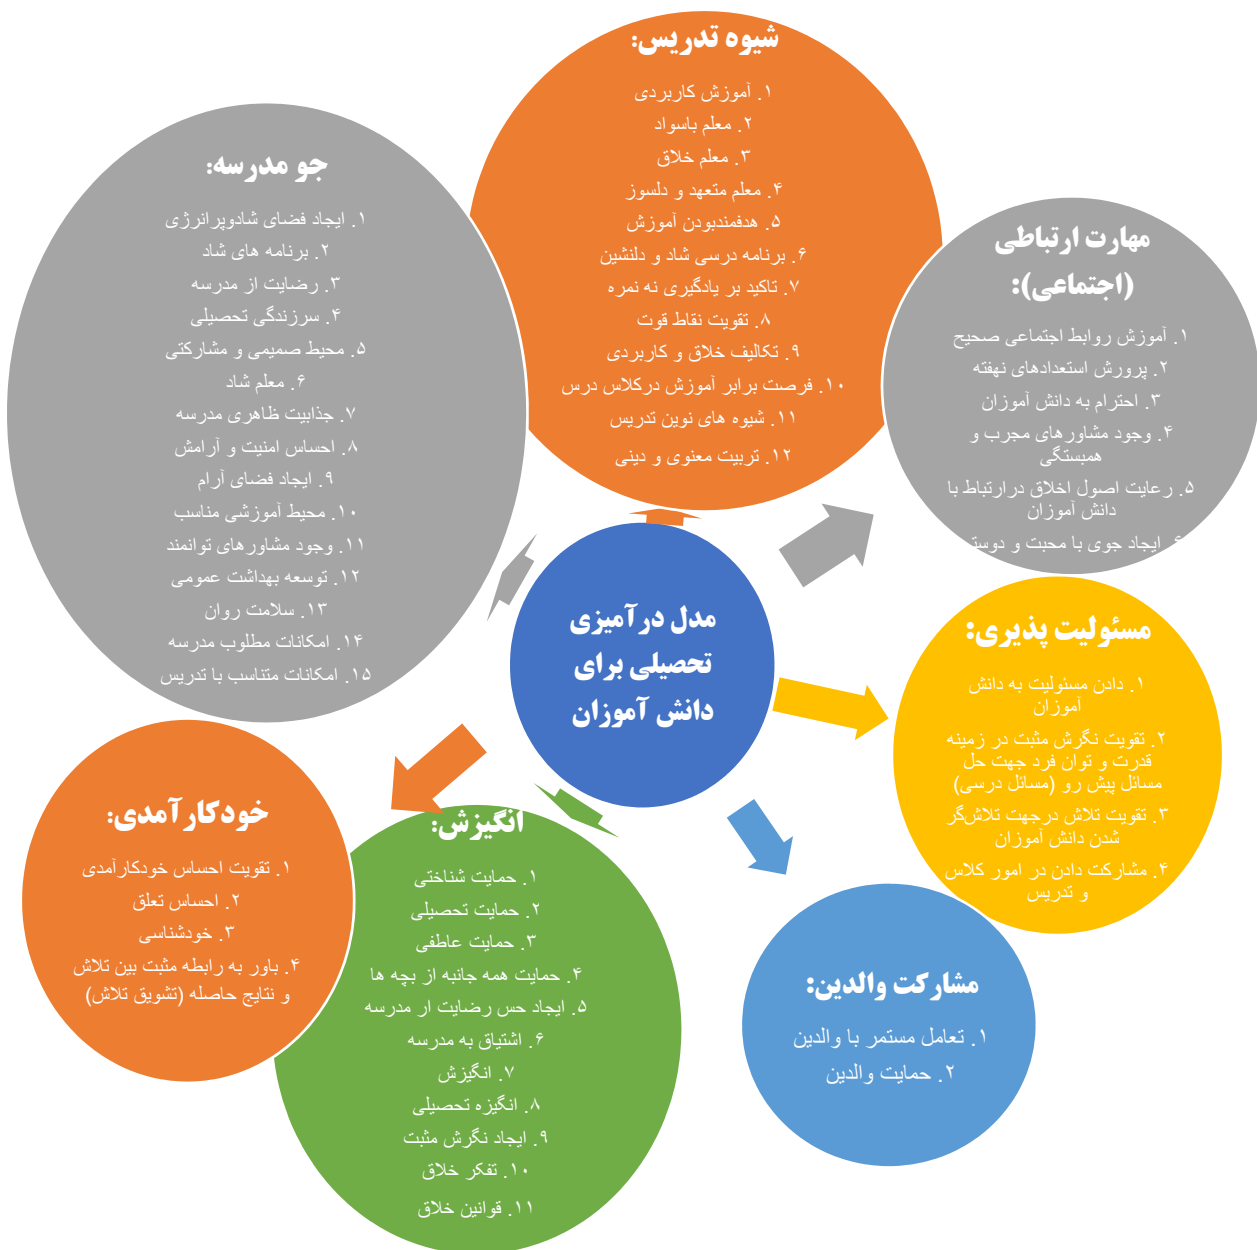 شیوه تدریس:
۱. آموزش کاربردی
۲. معلم باسواد
۳. معلم خلاق
۴. معلم متعهد و دلسوز
۵. هدفمندبودن آموزش
۶. برنامه درسی شاد و دلنشین
۷. تاکید بر یادگیری نه نمره
۸. تقویت نقاط قوت
۹. تکالیف خلاق و کاربردی
۱۰. فرصت برابر آموزش درکلاس درس
۱۱. شیوه های نوین تدریس
۱۲. تربیت معنوی و دینی
مهارت ارتباطی
(اجتماعی):
۱. آموزش روابط اجتماعی صحیح
۲. پرورش استعدادهای نهفته
۳. احترام به دانش آموزان
۴. وجود مشاورهای مجرب و
همبستگی
۵. رعایت اصول اخلاق درارتباط با
دانش آموزان
۶. ایجاد جوی با محبت و دوست
مسئولیت پذیری:
۱. دادن مسئولیت به دانش
آموزان
۲. تقویت نگرش مثبت در زمینه
قدرت و توان فرد جهت حل
مسائل پیش رو (مسائل درسی)
۳. تقویت تلاش درجهت تلاش‌گر
شدن دانش آموزان
۴. مشارکت دادن در امور کلاس
و تدریس
مشارکت والدین:
۱. تعامل مستمر با والدین
۲. حمایت والدین
انگیزش:
۱. حمایت شناختی
۲. حمایت تحصیلی
۳. حمایت عاطفی
۴. حمایت همه جانبه از بچه ها
۵. ایجاد حس رضایت ار مدرسه
۶. اشتیاق به مدرسه
۷. انگیزش
۸. انگیزه تحصیلی
۹. ایجاد نگرش مثبت
۱۰. تفکر خلاق
۱۱. قوانین خلاق
خودکارآمدی:
۱. تقویت احساس خودکارآمدی
۲. احساس تعلق
۳. خودشناسی
۴. باور به رابطه مثبت بین تلاش
و نتایج حاصله (تشویق تلاش)
جو مدرسه:
۱. ایجاد فضای شادوپرانرژی
۲. برنامه های شاد
۳. رضایت از مدرسه
۴. سرزندگی تحصیلی
۵. محیط صمیمی و مشارکتی
۶. معلم شاد
۷. جذابیت ظاهری مدرسه
۸. احساس امنیت و آرامش
۹. ایجاد فضای آرام
۱۰. محیط آموزشی مناسب
۱۱. وجود مشاورهای توانمند
۱۲. توسعه بهداشت عمومی
۱۳. سلامت روان
۱۴. امکانات مطلوب مدرسه
۱۵. امکانات متناسب با تدریس
مدل درآمیزی
تحصیلی برای
دانش آموزان